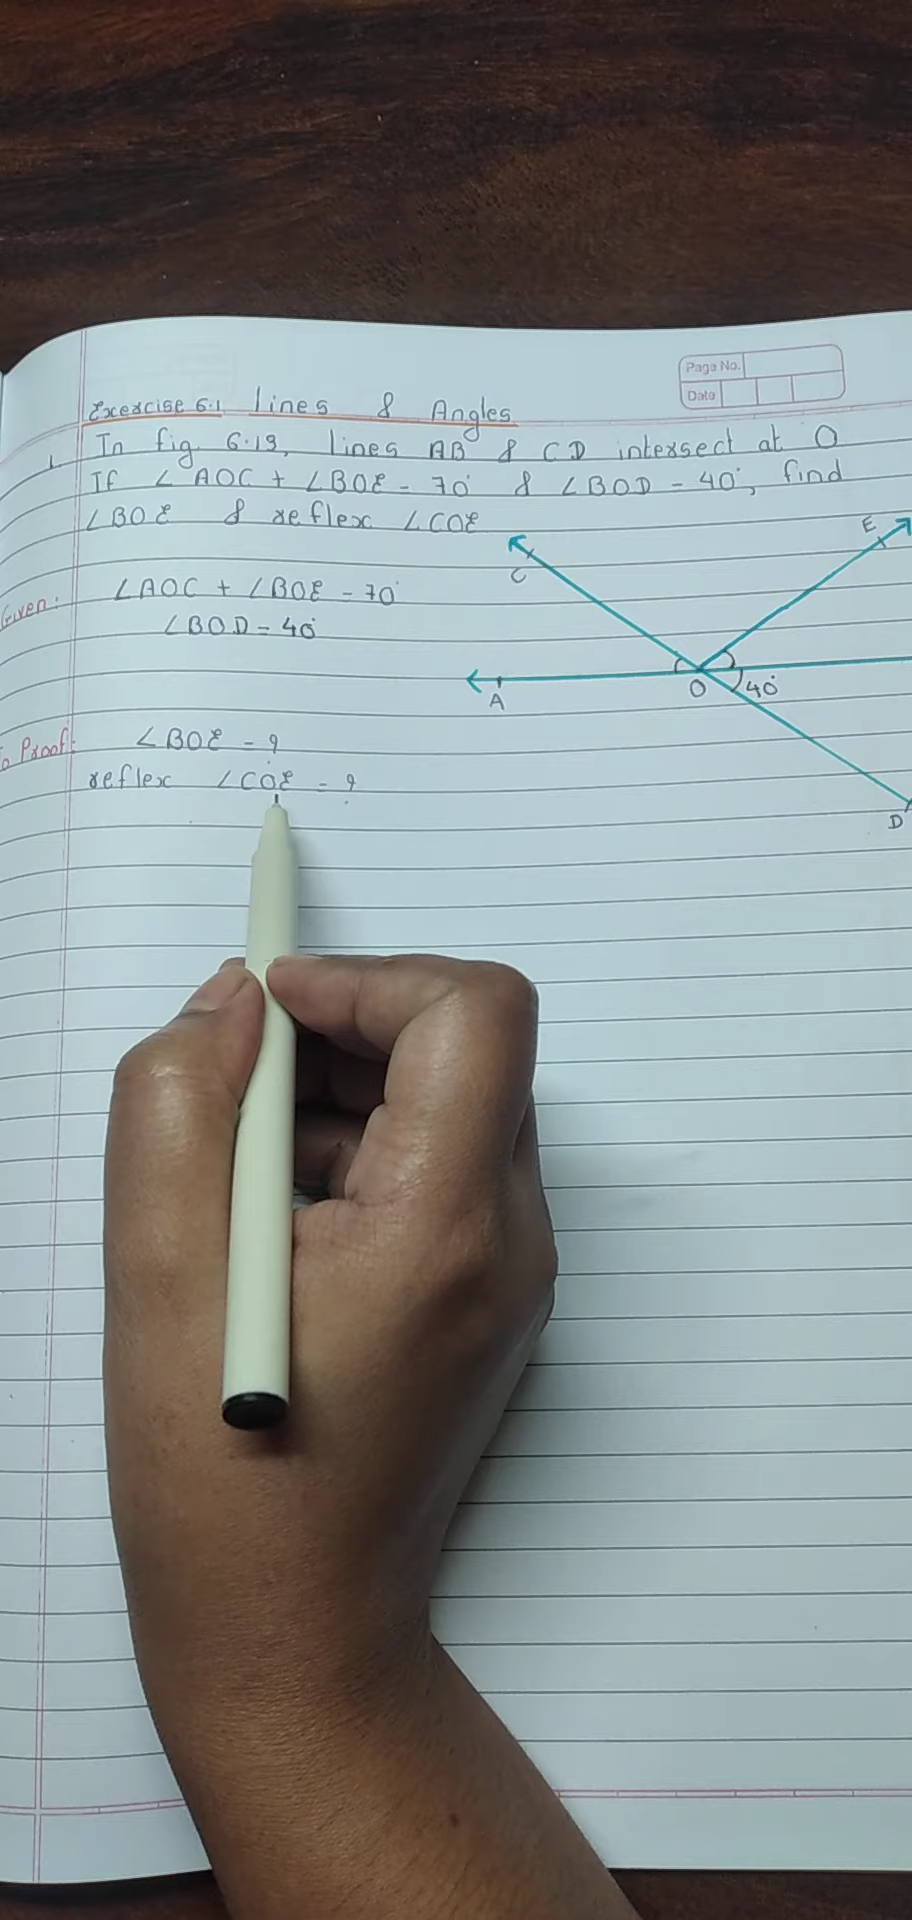 Page No.
Date
Exercise 6.1 Lines & Angles
1. In fig. 6.13, lines AB & CD intersect at O
If ∠AOC + ∠BOE = 70° & ∠BOD = 40°, find
∠BOE & reflex ∠COE
Given: ∠AOC + ∠BOE = 70°
∠BOD = 40°
C
E
A
O
40°
D
Proof: ∠BOE = ?
reflex ∠COE = ?